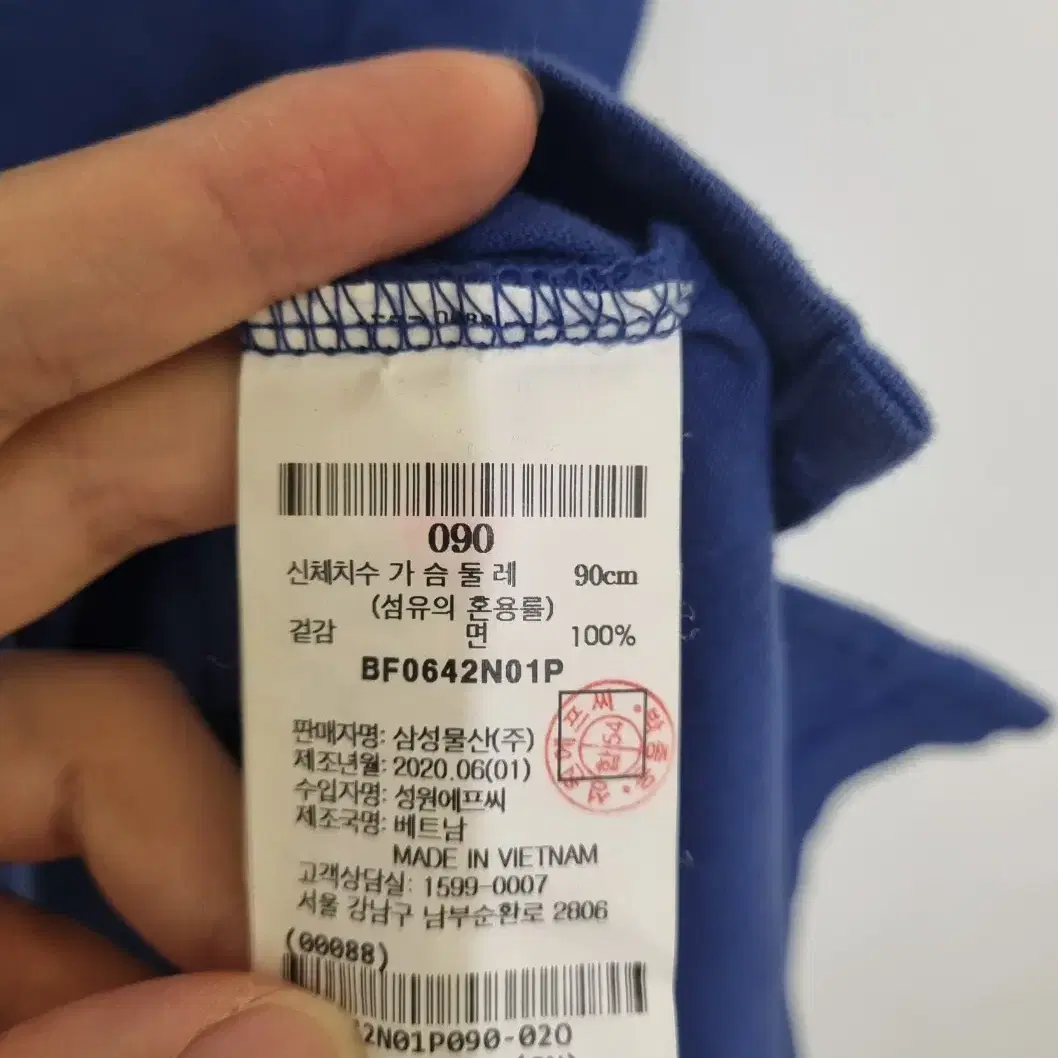 090
신체치수 가 슴 둘 레 90cm
(섬유의 혼용률)
겉감 면 100%
BF0642N01P
판매자명: 삼성물산(주)
제조년월: 2020.06(01)
수입자명: 성원에프씨
제조국명: 베트남
MADE IN VIETNAM
고객상담실: 1599-0007
서울 강남구 남부순환로 2806
(00088)
2N01P090-020